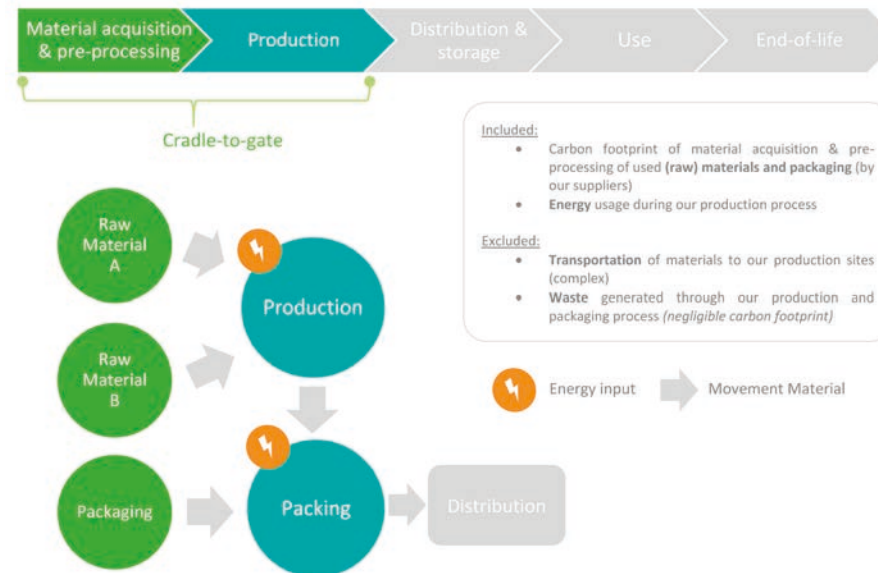 Material acquisition
& pre-processing
Production
Distribution &
storage
Use
End-of-life
Cradle-to-gate
Included:
• Carbon footprint of material acquisition & pre-
processing of used (raw) materials and packaging (by
our suppliers)
• Energy usage during our production process
Excluded:
• Transportation of materials to our production sites
(complex)
• Waste generated through our production and
packaging process (negligible carbon footprint)
Raw
Material
A
Production
Raw
Material
B
Energy input
Movement Material
Packaging
Packing
Distribution